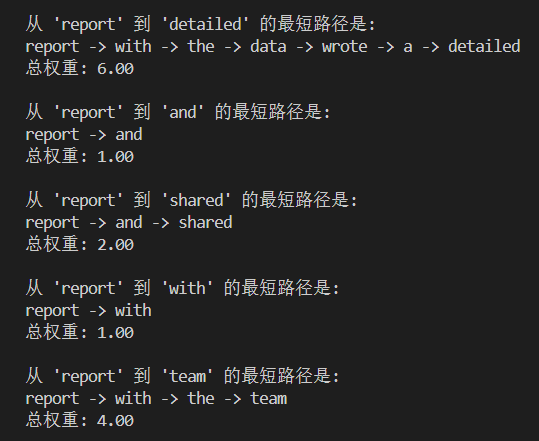 从 'report' 到 'detailed' 的最短路径是:
report -> with -> the -> data -> wrote -> a -> detailed
总权重: 6.00
从 'report' 到 'and' 的最短路径是:
report -> and
总权重: 1.00
从 'report' 到 'shared' 的最短路径是:
report -> and -> shared
总权重: 2.00
从 'report' 到 'with' 的最短路径是:
report -> with
总权重: 1.00
从 'report' 到 'team' 的最短路径是:
report -> with -> the -> team
总权重: 4.00